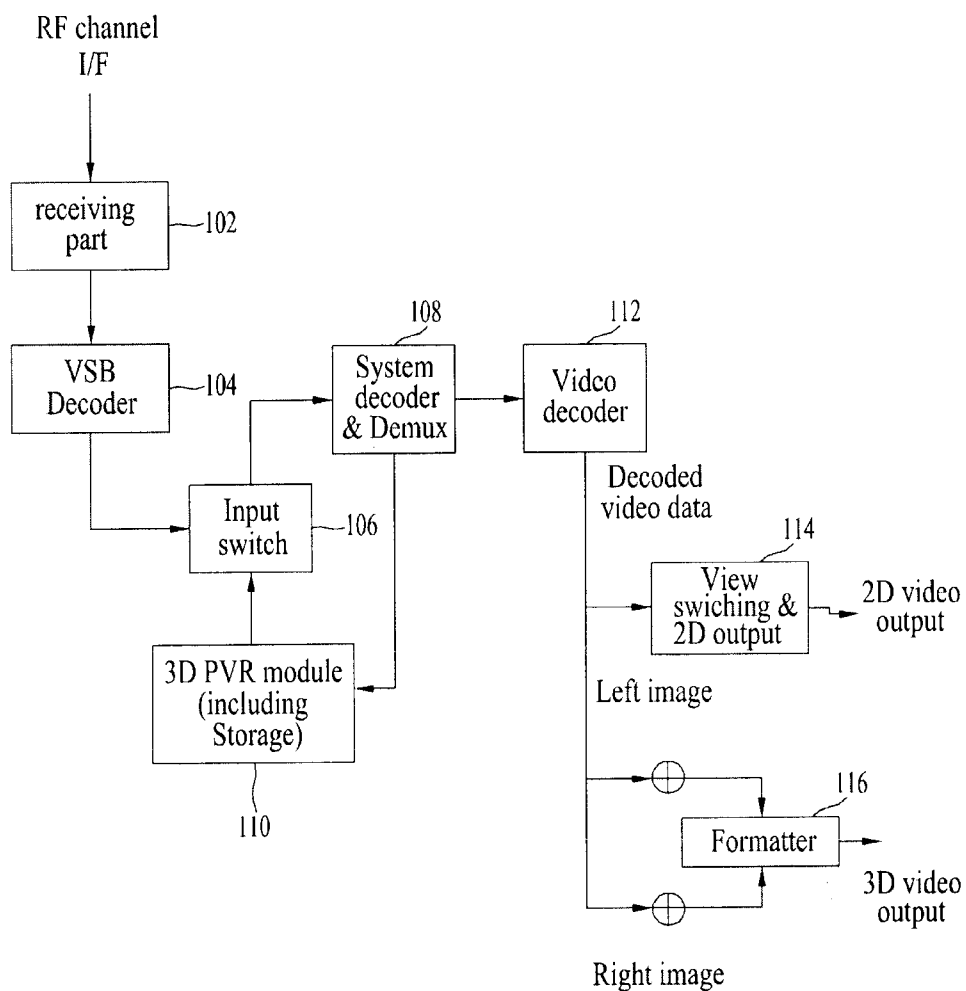 RF channel
I/F
receiving
part
102
VSB
Decoder
104
108
System
decoder
& Demux
112
Video
decoder
Input
switch
106
Decoded
video data
114
View
swiching &
2D output
2D video
output
3D PVR module
(including
Storage)
110
Left image
116
Formatter
3D video
output
Right image